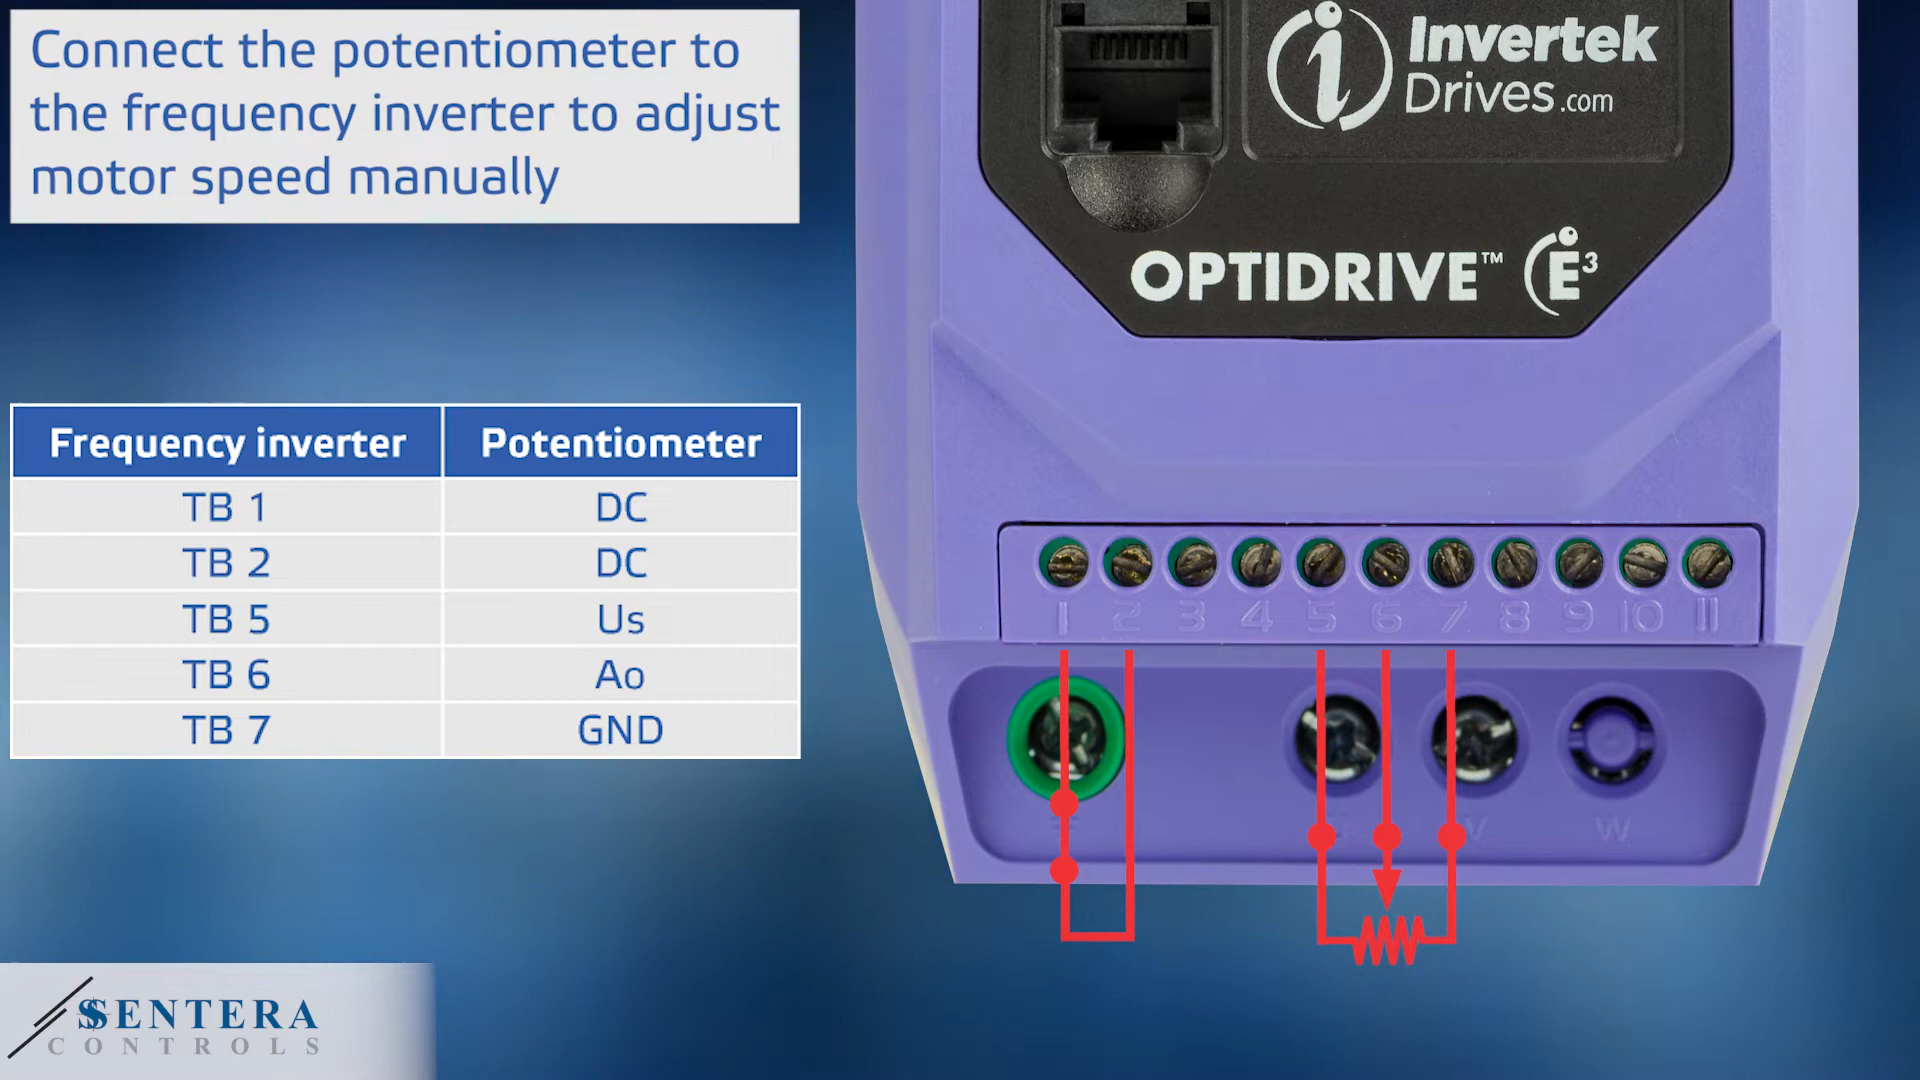 Connect the potentiometer to
the frequency inverter to adjust
motor speed manually
Invertek
Drives.com
OPTIDRIVE™ E³
Frequency inverter Potentiometer
TB 1 DC
TB 2 DC
TB 5 Us
TB 6 Ao
TB 7 GND
1 2 3 4 5 6 7 8 9 10 11
V W
SENTERA
CONTROLS